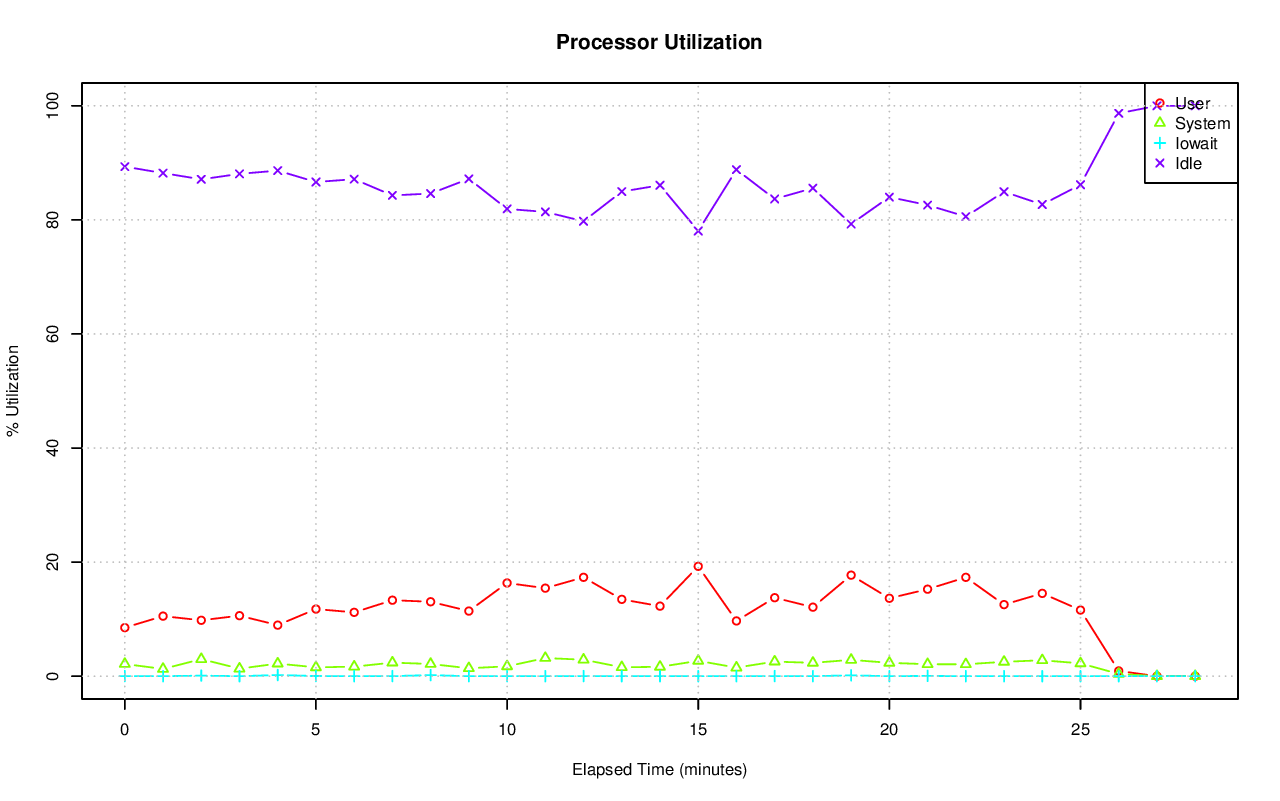 Processor Utilization
% Utilization
100
80
60
40
20
0
User
System
Iowait
Idle
0 5 10 15 20 25
Elapsed Time (minutes)